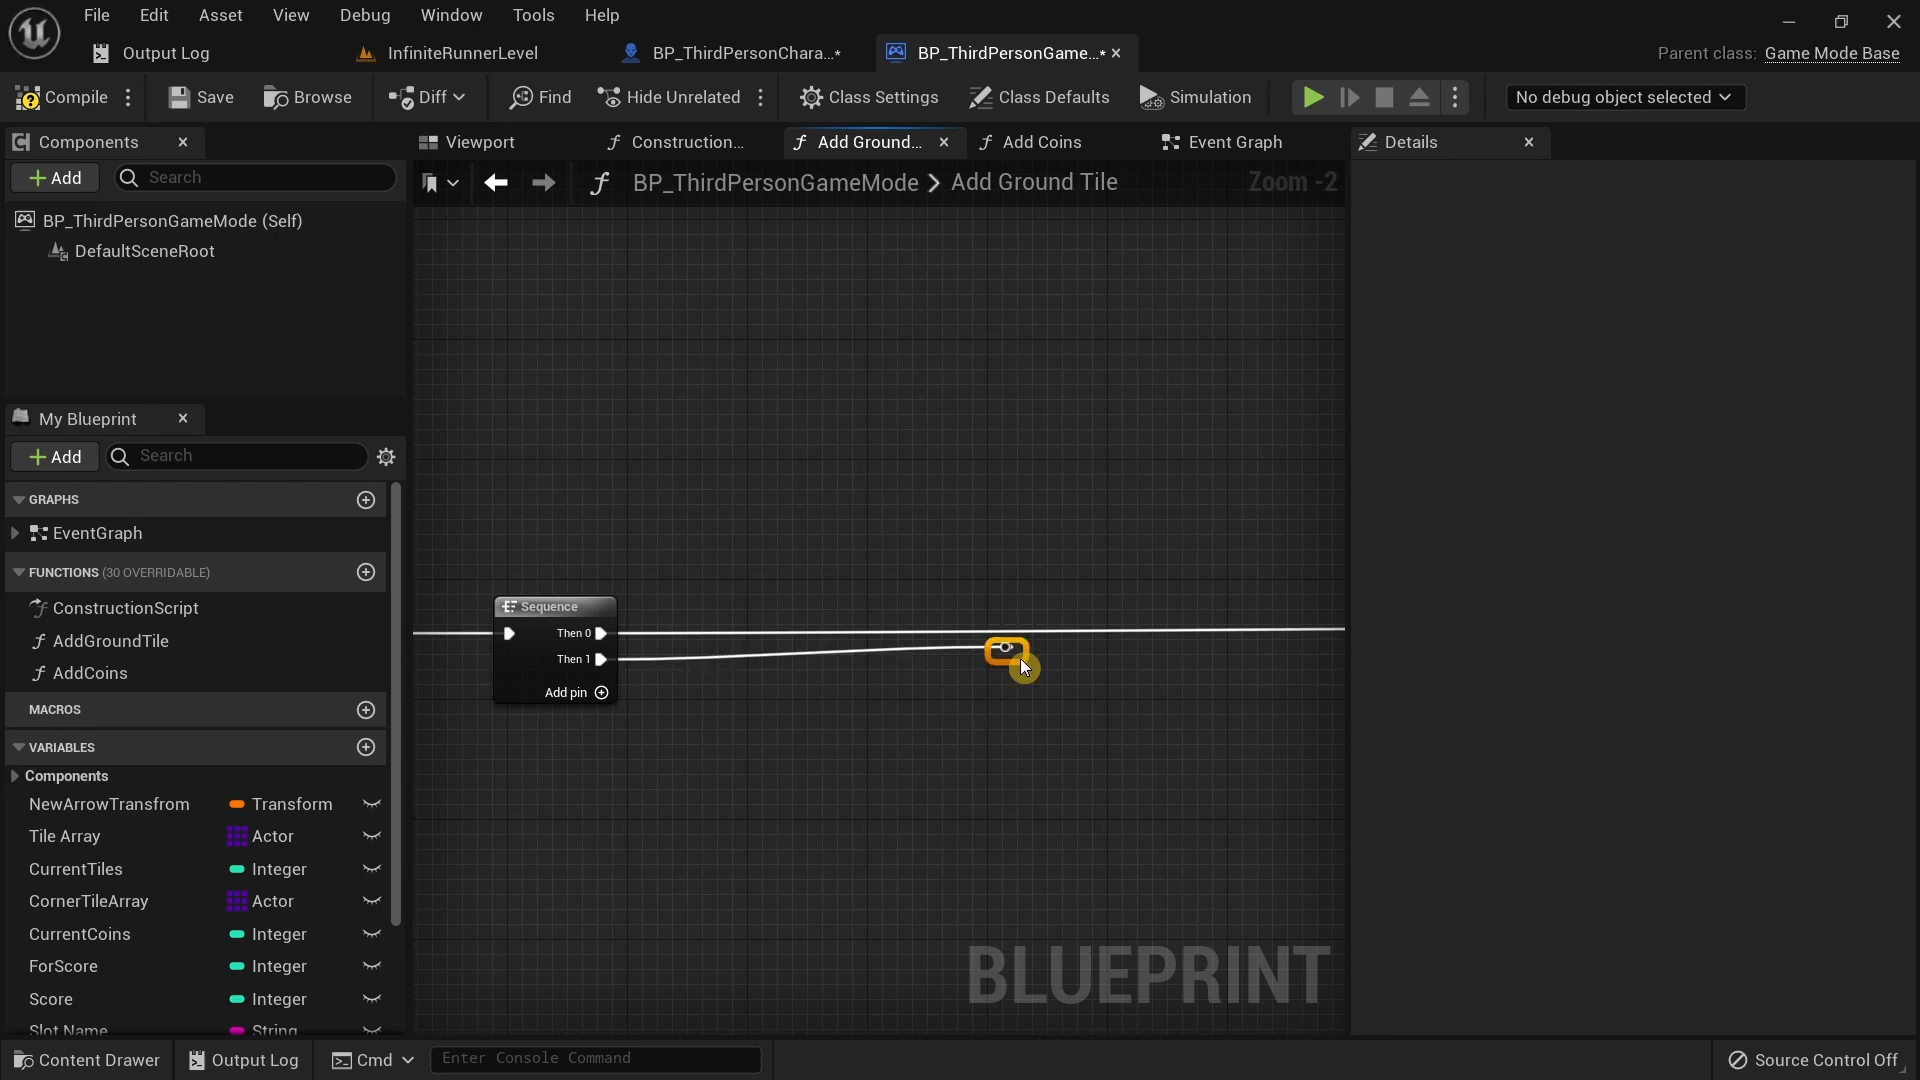 File Edit Asset View Debug Window Tools Help
Output Log InfiniteRunnerLevel BP_ThirdPersonChara...* BP_ThirdPersonGame...* Parent class: Game Mode Base
Compile Save Browse Diff Find Hide Unrelated Class Settings Class Defaults Simulation No debug object selected
Components Viewport Construction... Add Ground... Add Coins Event Graph Details
Add Search BP_ThirdPersonGameMode > Add Ground Tile Zoom -2
BP_ThirdPersonGameMode (Self)
DefaultSceneRoot
My Blueprint
Add Search
GRAPHS
EventGraph
FUNCTIONS (30 OVERRIDABLE)
ConstructionScript
AddGroundTile
AddCoins
MACROS
VARIABLES
Components
NewArrowTransfrom Transform
Tile Array Actor
CurrentTiles Integer
CornerTileArray Actor
CurrentCoins Integer
ForScore Integer
Score Integer
Slot Name String
Sequence
Then 0
Then 1
Add pin
BLUEPRINT
Content Drawer Output Log Cmd Enter Console Command Source Control Off